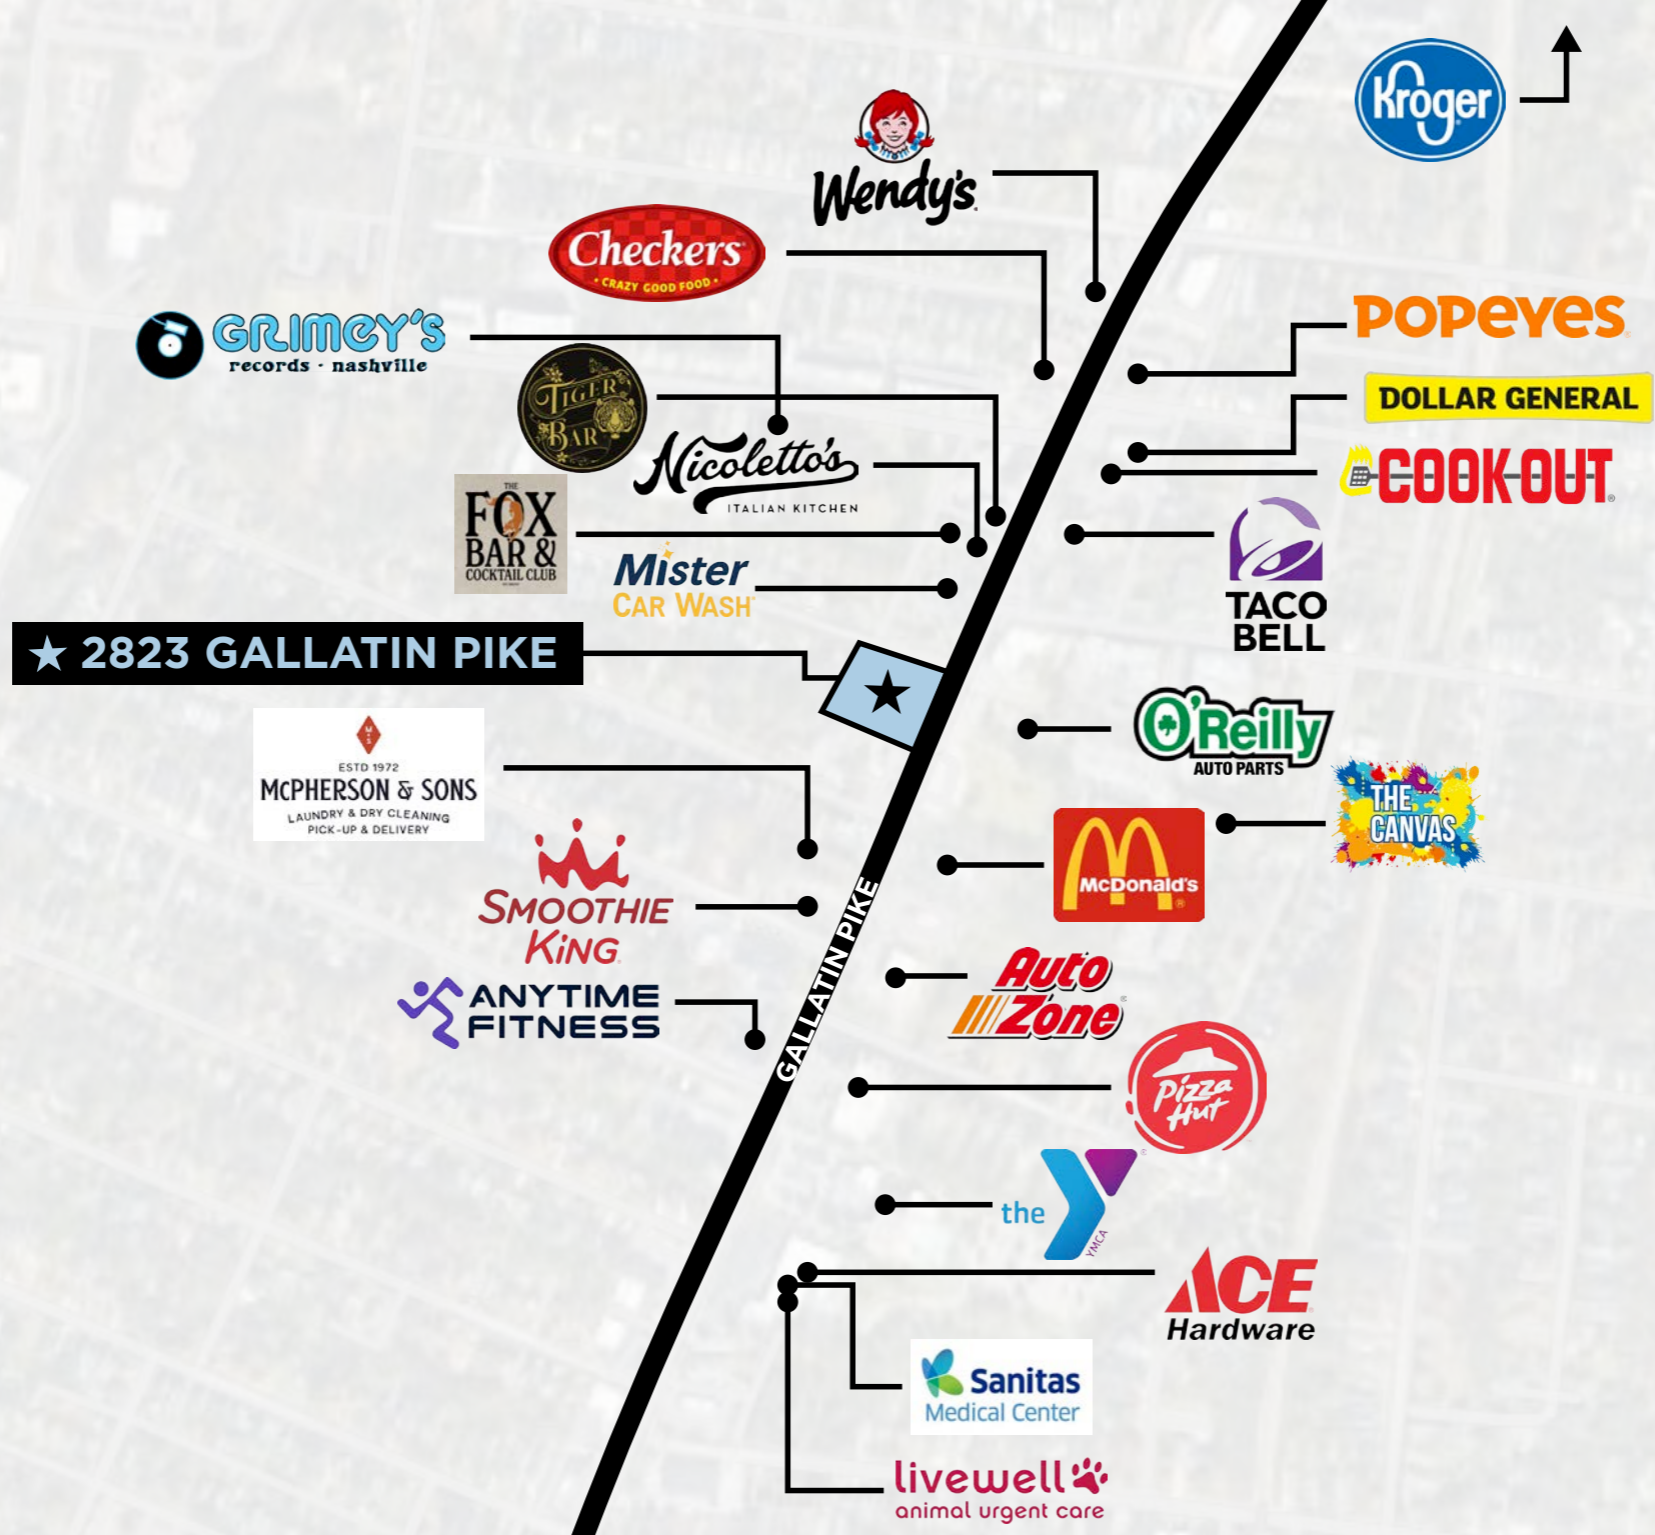 Kroger
Wendy's
Checkers
• CRAZY GOOD FOOD •
GRIMEY'S
records · nashville
POPEYES
TIGER
BAR
DOLLAR GENERAL
Nicoletto's
ITALIAN KITCHEN
COOK-OUT
THE
FOX
BAR &
COCKTAIL CLUB
Mister
CAR WASH
TACO
BELL
★ 2823 GALLATIN PIKE
★
O'Reilly
AUTO PARTS
M
&
S
ESTD 1972
MCPHERSON & SONS
LAUNDRY & DRY CLEANING
PICK-UP & DELIVERY
THE
CANVAS
McDonald's
SMOOTHIE
KiNG
GALLATIN PIKE
ANYTIME
FITNESS
Auto
Zone
Pizza
Hut
the
YMCA
ACE
Hardware
Sanitas
Medical Center
livewell
animal urgent care